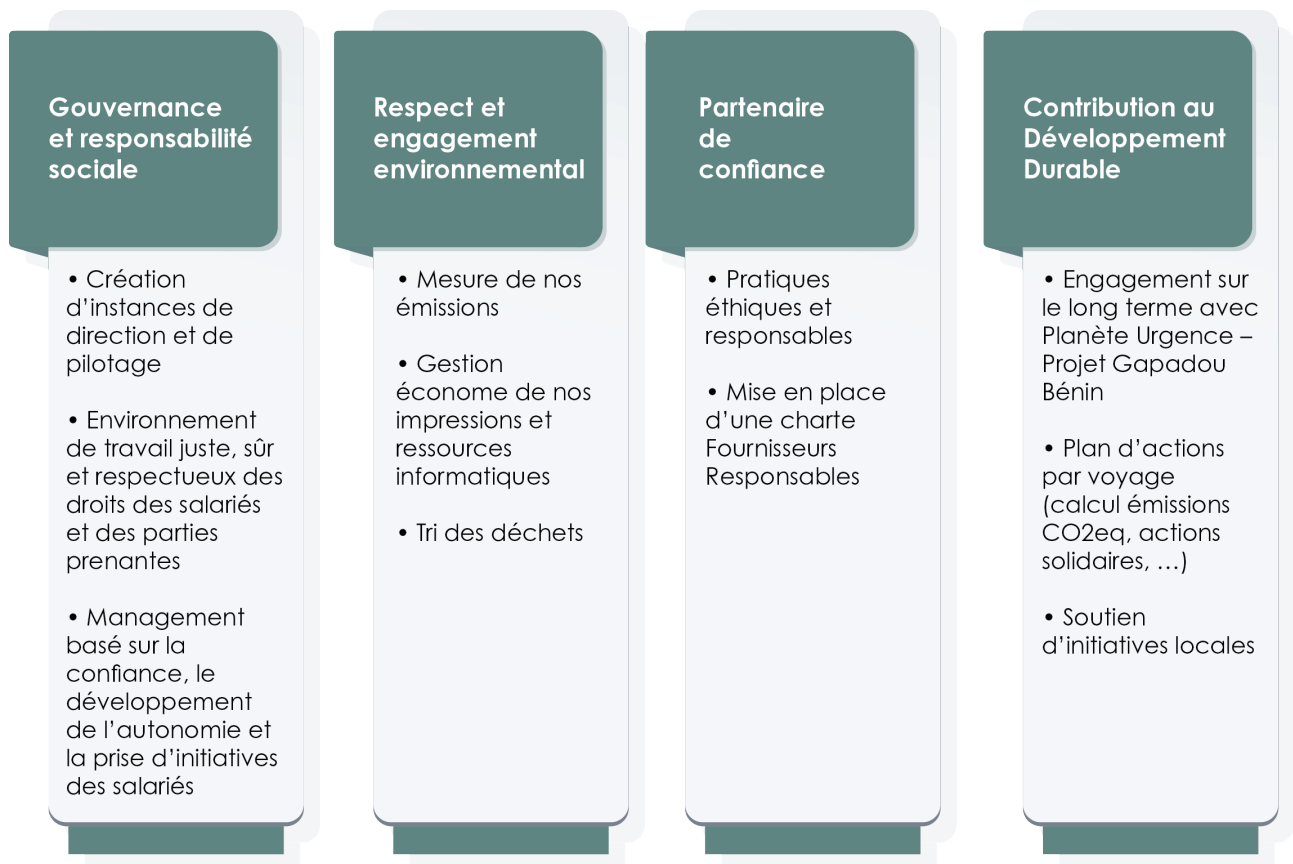 Gouvernance
et responsabilité
sociale
• Création
d’instances de
direction et de
pilotage
• Environnement
de travail juste, sûr
et respectueux des
droits des salariés
et des parties
prenantes
• Management
basé sur la
confiance, le
développement
de l’autonomie et
la prise d’initiatives
des salariés
Respect et
engagement
environnemental
• Mesure de nos
émissions
• Gestion
économe de nos
impressions et
ressources
informatiques
• Tri des déchets
Partenaire
de
confiance
• Pratiques
éthiques et
responsables
• Mise en place
d’une charte
Fournisseurs
Responsables
Contribution au
Développement
Durable
• Engagement sur
le long terme avec
Planète Urgence –
Projet Gapadou
Bénin
• Plan d’actions
par voyage
(calcul émissions
CO2eq, actions
solidaires, …)
• Soutien
d’initiatives locales